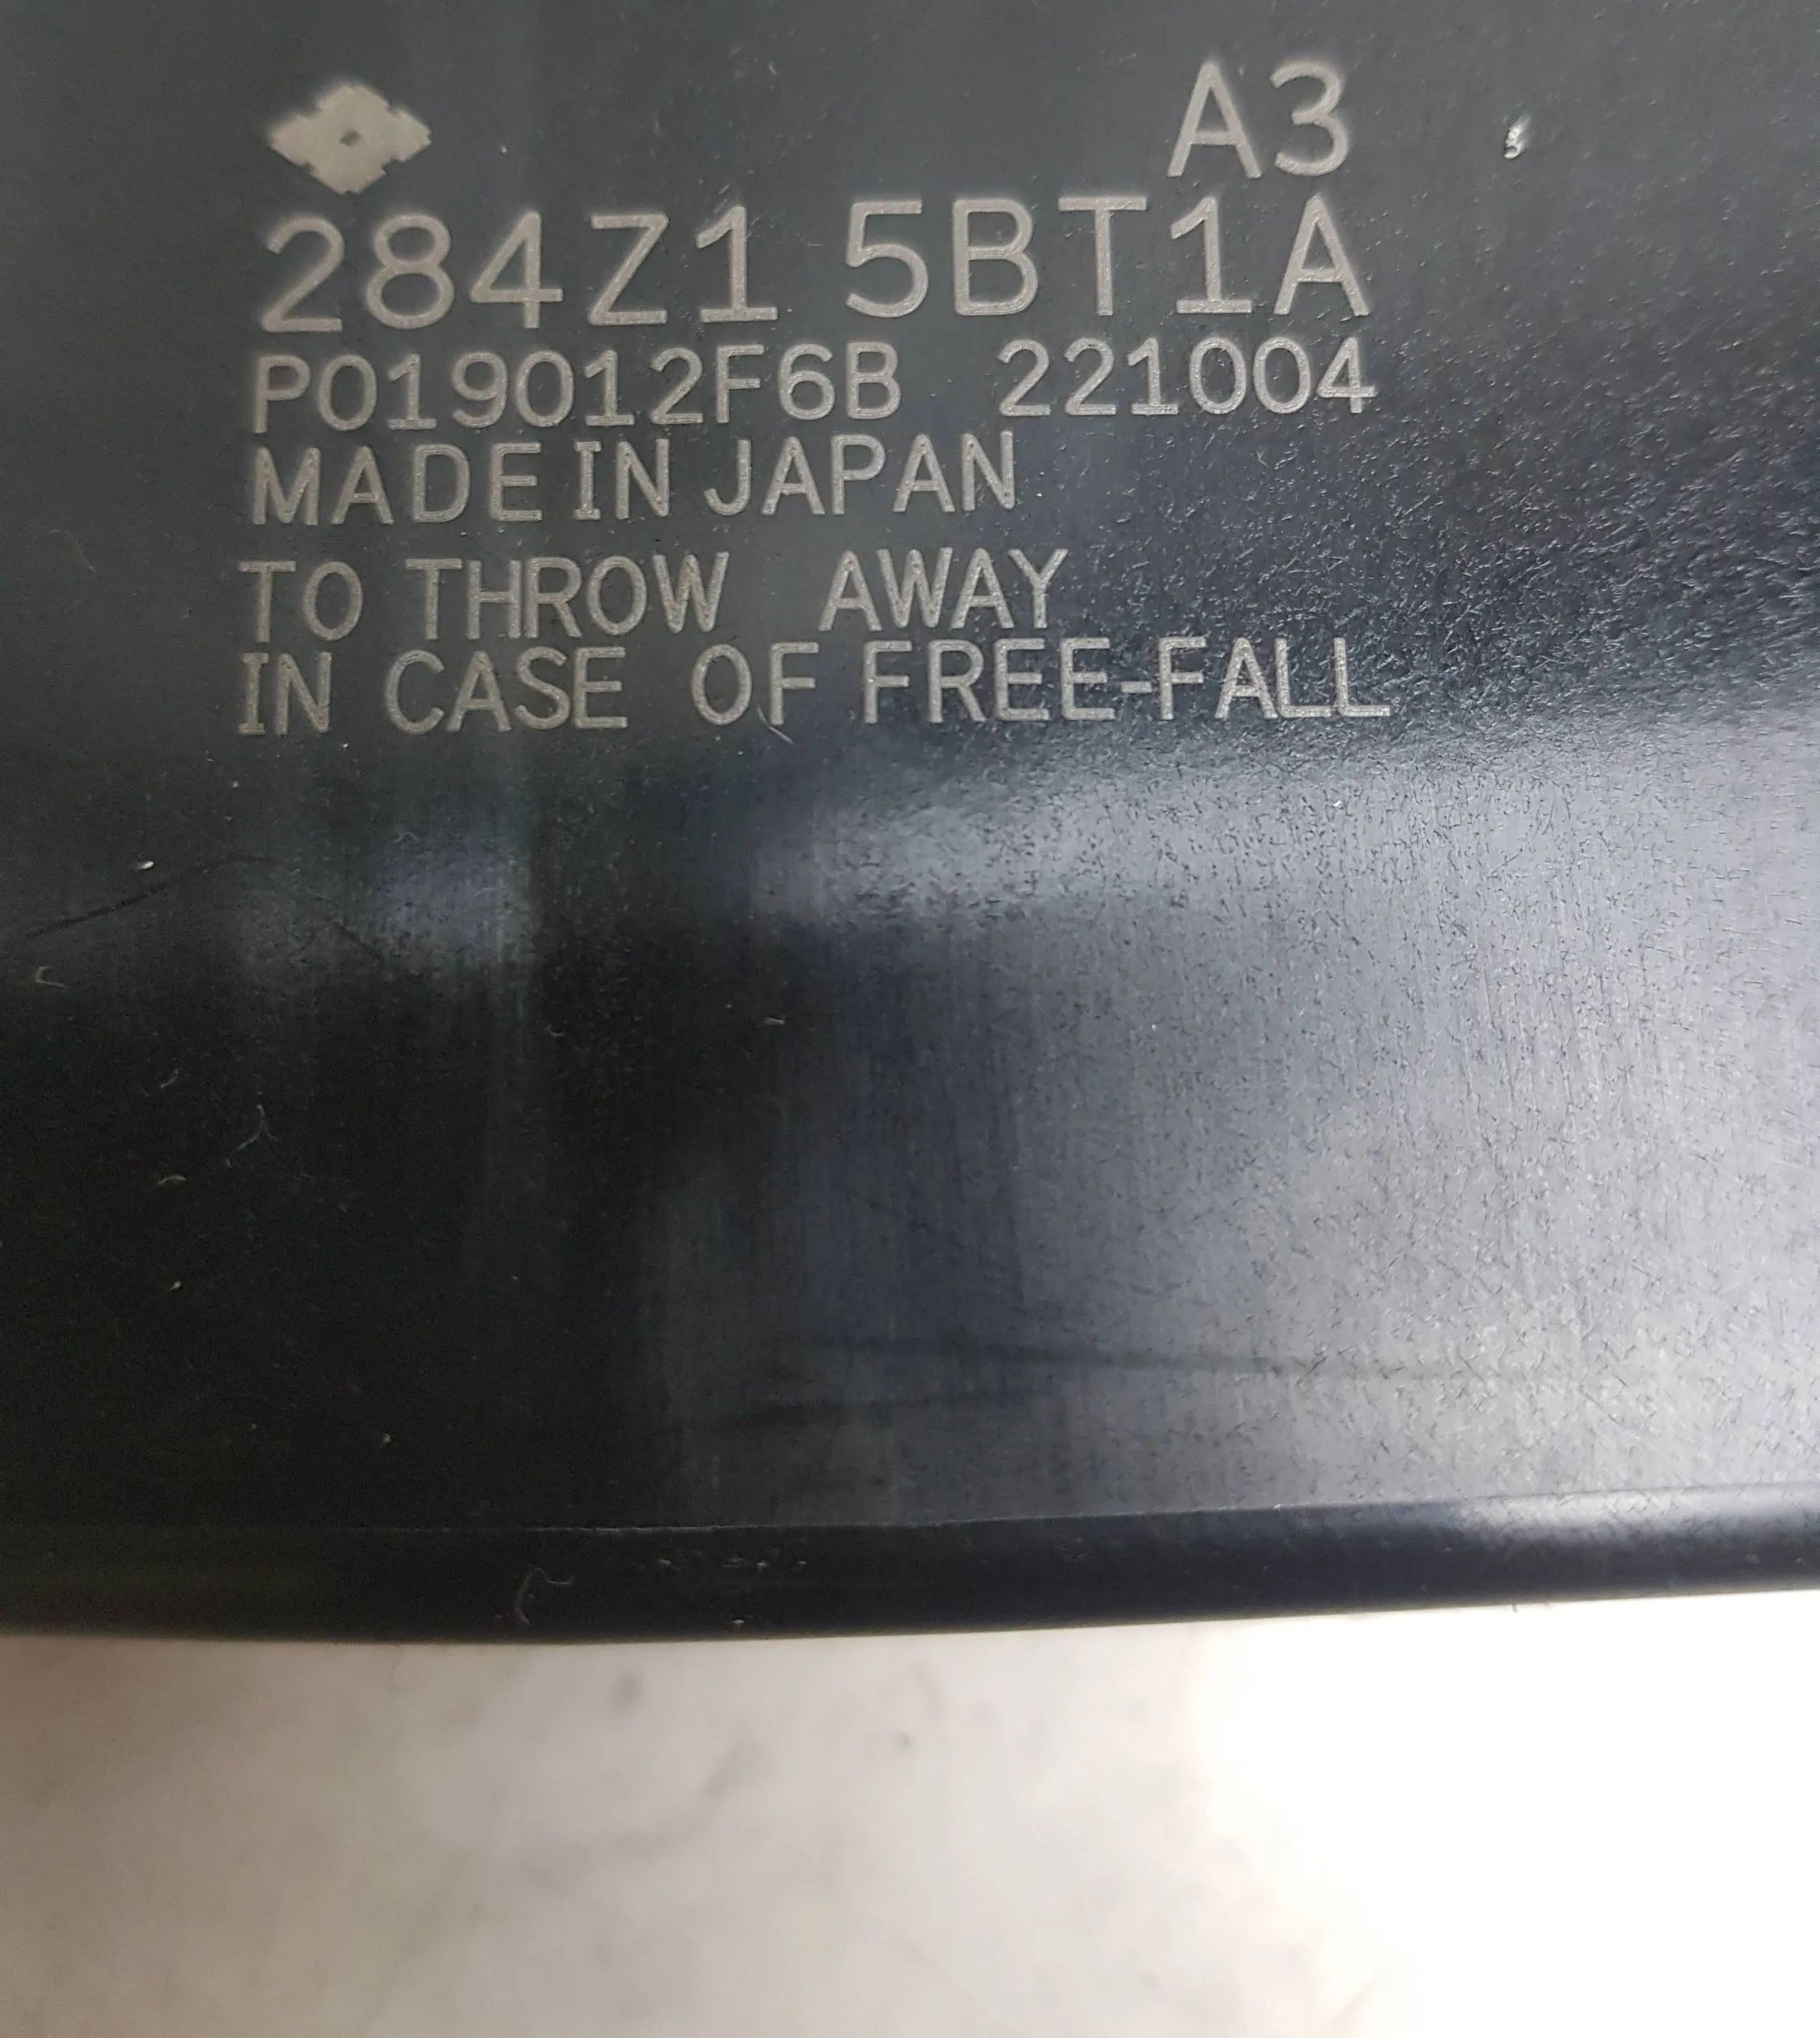 A3
284Z1 5BT1A
P019012F6B 221004
MADE IN JAPAN
TO THROW AWAY
IN CASE OF FREE-FALL